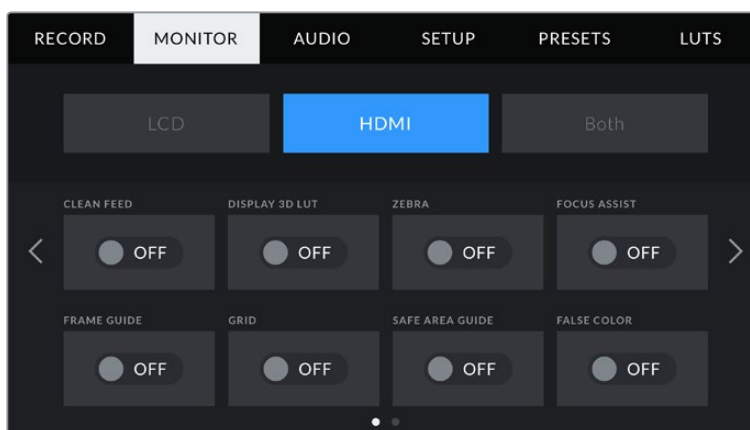 RECORD MONITOR AUDIO SETUP PRESETS LUTS
LCD HDMI Both
CLEAN FEED DISPLAY 3D LUT ZEBRA FOCUS ASSIST
OFF OFF OFF OFF
FRAME GUIDE GRID SAFE AREA GUIDE FALSE COLOR
OFF OFF OFF OFF